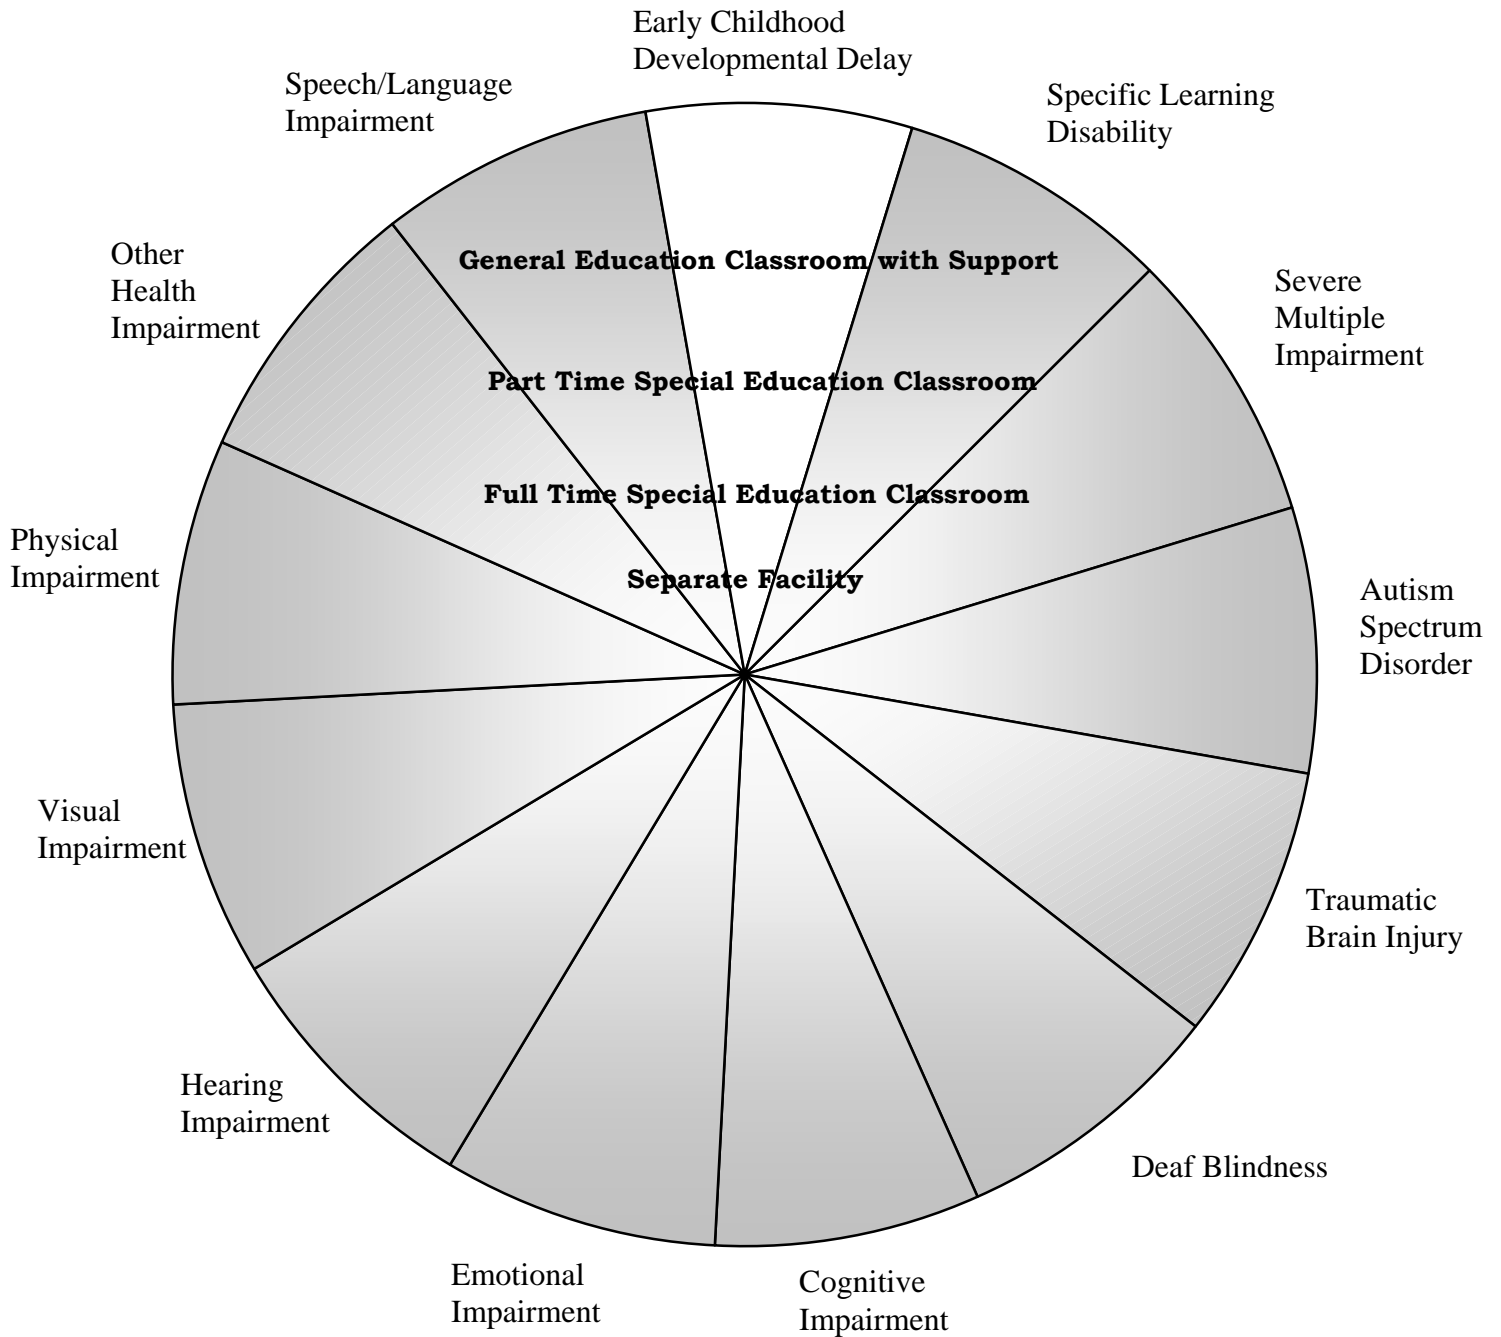 Early Childhood
Developmental Delay
Speech/Language
Impairment
Specific Learning
Disability
Other
Health
Impairment
General Education Classroom with Support
Severe
Multiple
Impairment
Part Time Special Education Classroom
Full Time Special Education Classroom
Physical
Impairment
Separate Facility
Autism
Spectrum
Disorder
Visual
Impairment
Traumatic
Brain Injury
Hearing
Impairment
Deaf Blindness
Emotional
Impairment
Cognitive
Impairment